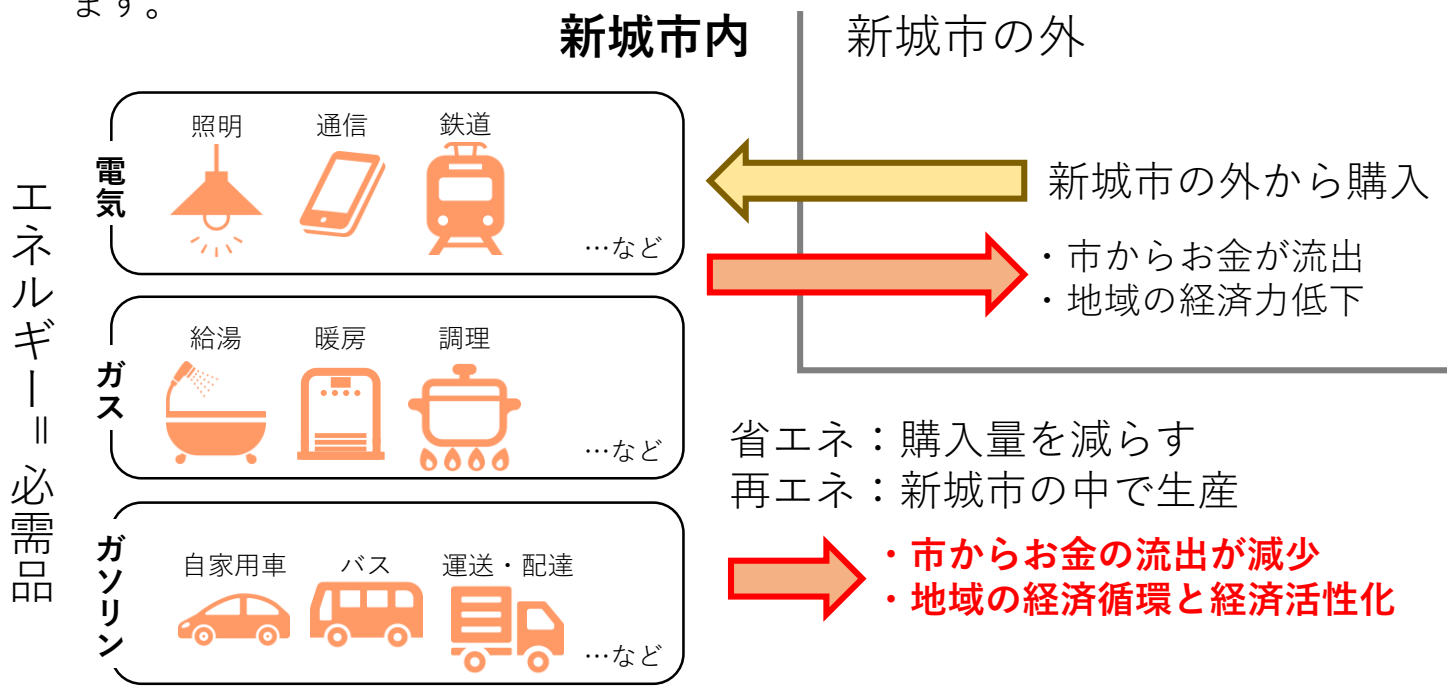 ます。
新城市内
新城市の外
エネルギー＝必需品
電気
照明
通信
鉄道
…など
ガス
給湯
暖房
調理
…など
ガソリン
自家用車
バス
運送・配達
…など
新城市の外から購入
・市からお金が流出
・地域の経済力低下
省エネ：購入量を減らす
再エネ：新城市の中で生産
・市からお金の流出が減少
・地域の経済循環と経済活性化